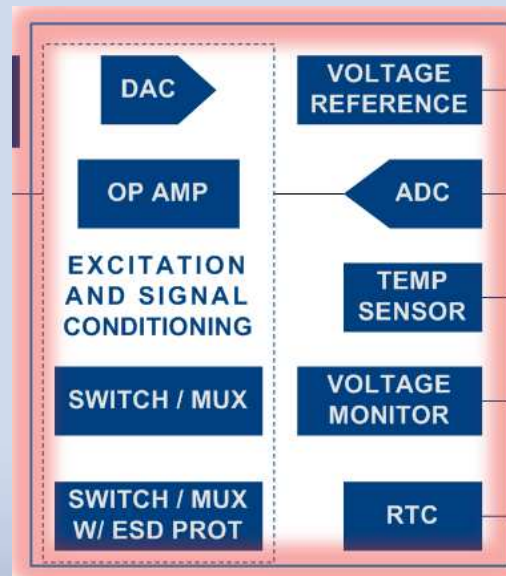 DAC
OP AMP
EXCITATION
AND SIGNAL
CONDITIONING
SWITCH / MUX
SWITCH / MUX
W/ ESD PROT
VOLTAGE
REFERENCE
ADC
TEMP
SENSOR
VOLTAGE
MONITOR
RTC